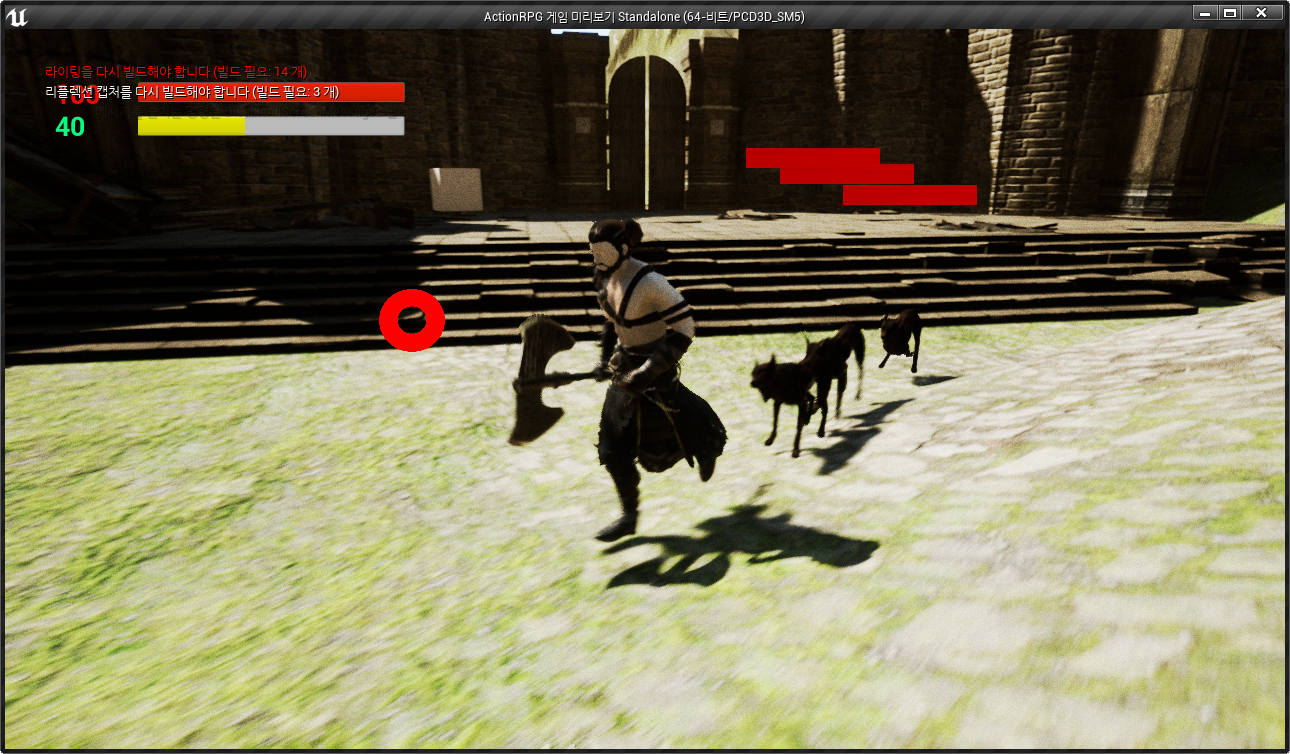 ActionRPG 게임 미리보기 Standalone (64-비트/PCD3D_SM5)
라이팅을 다시 빌드해야 합니다 (빌드 필요: 14 개)
리플렉션 캡처를 다시 빌드해야 합니다 (빌드 필요: 3 개)
100
40